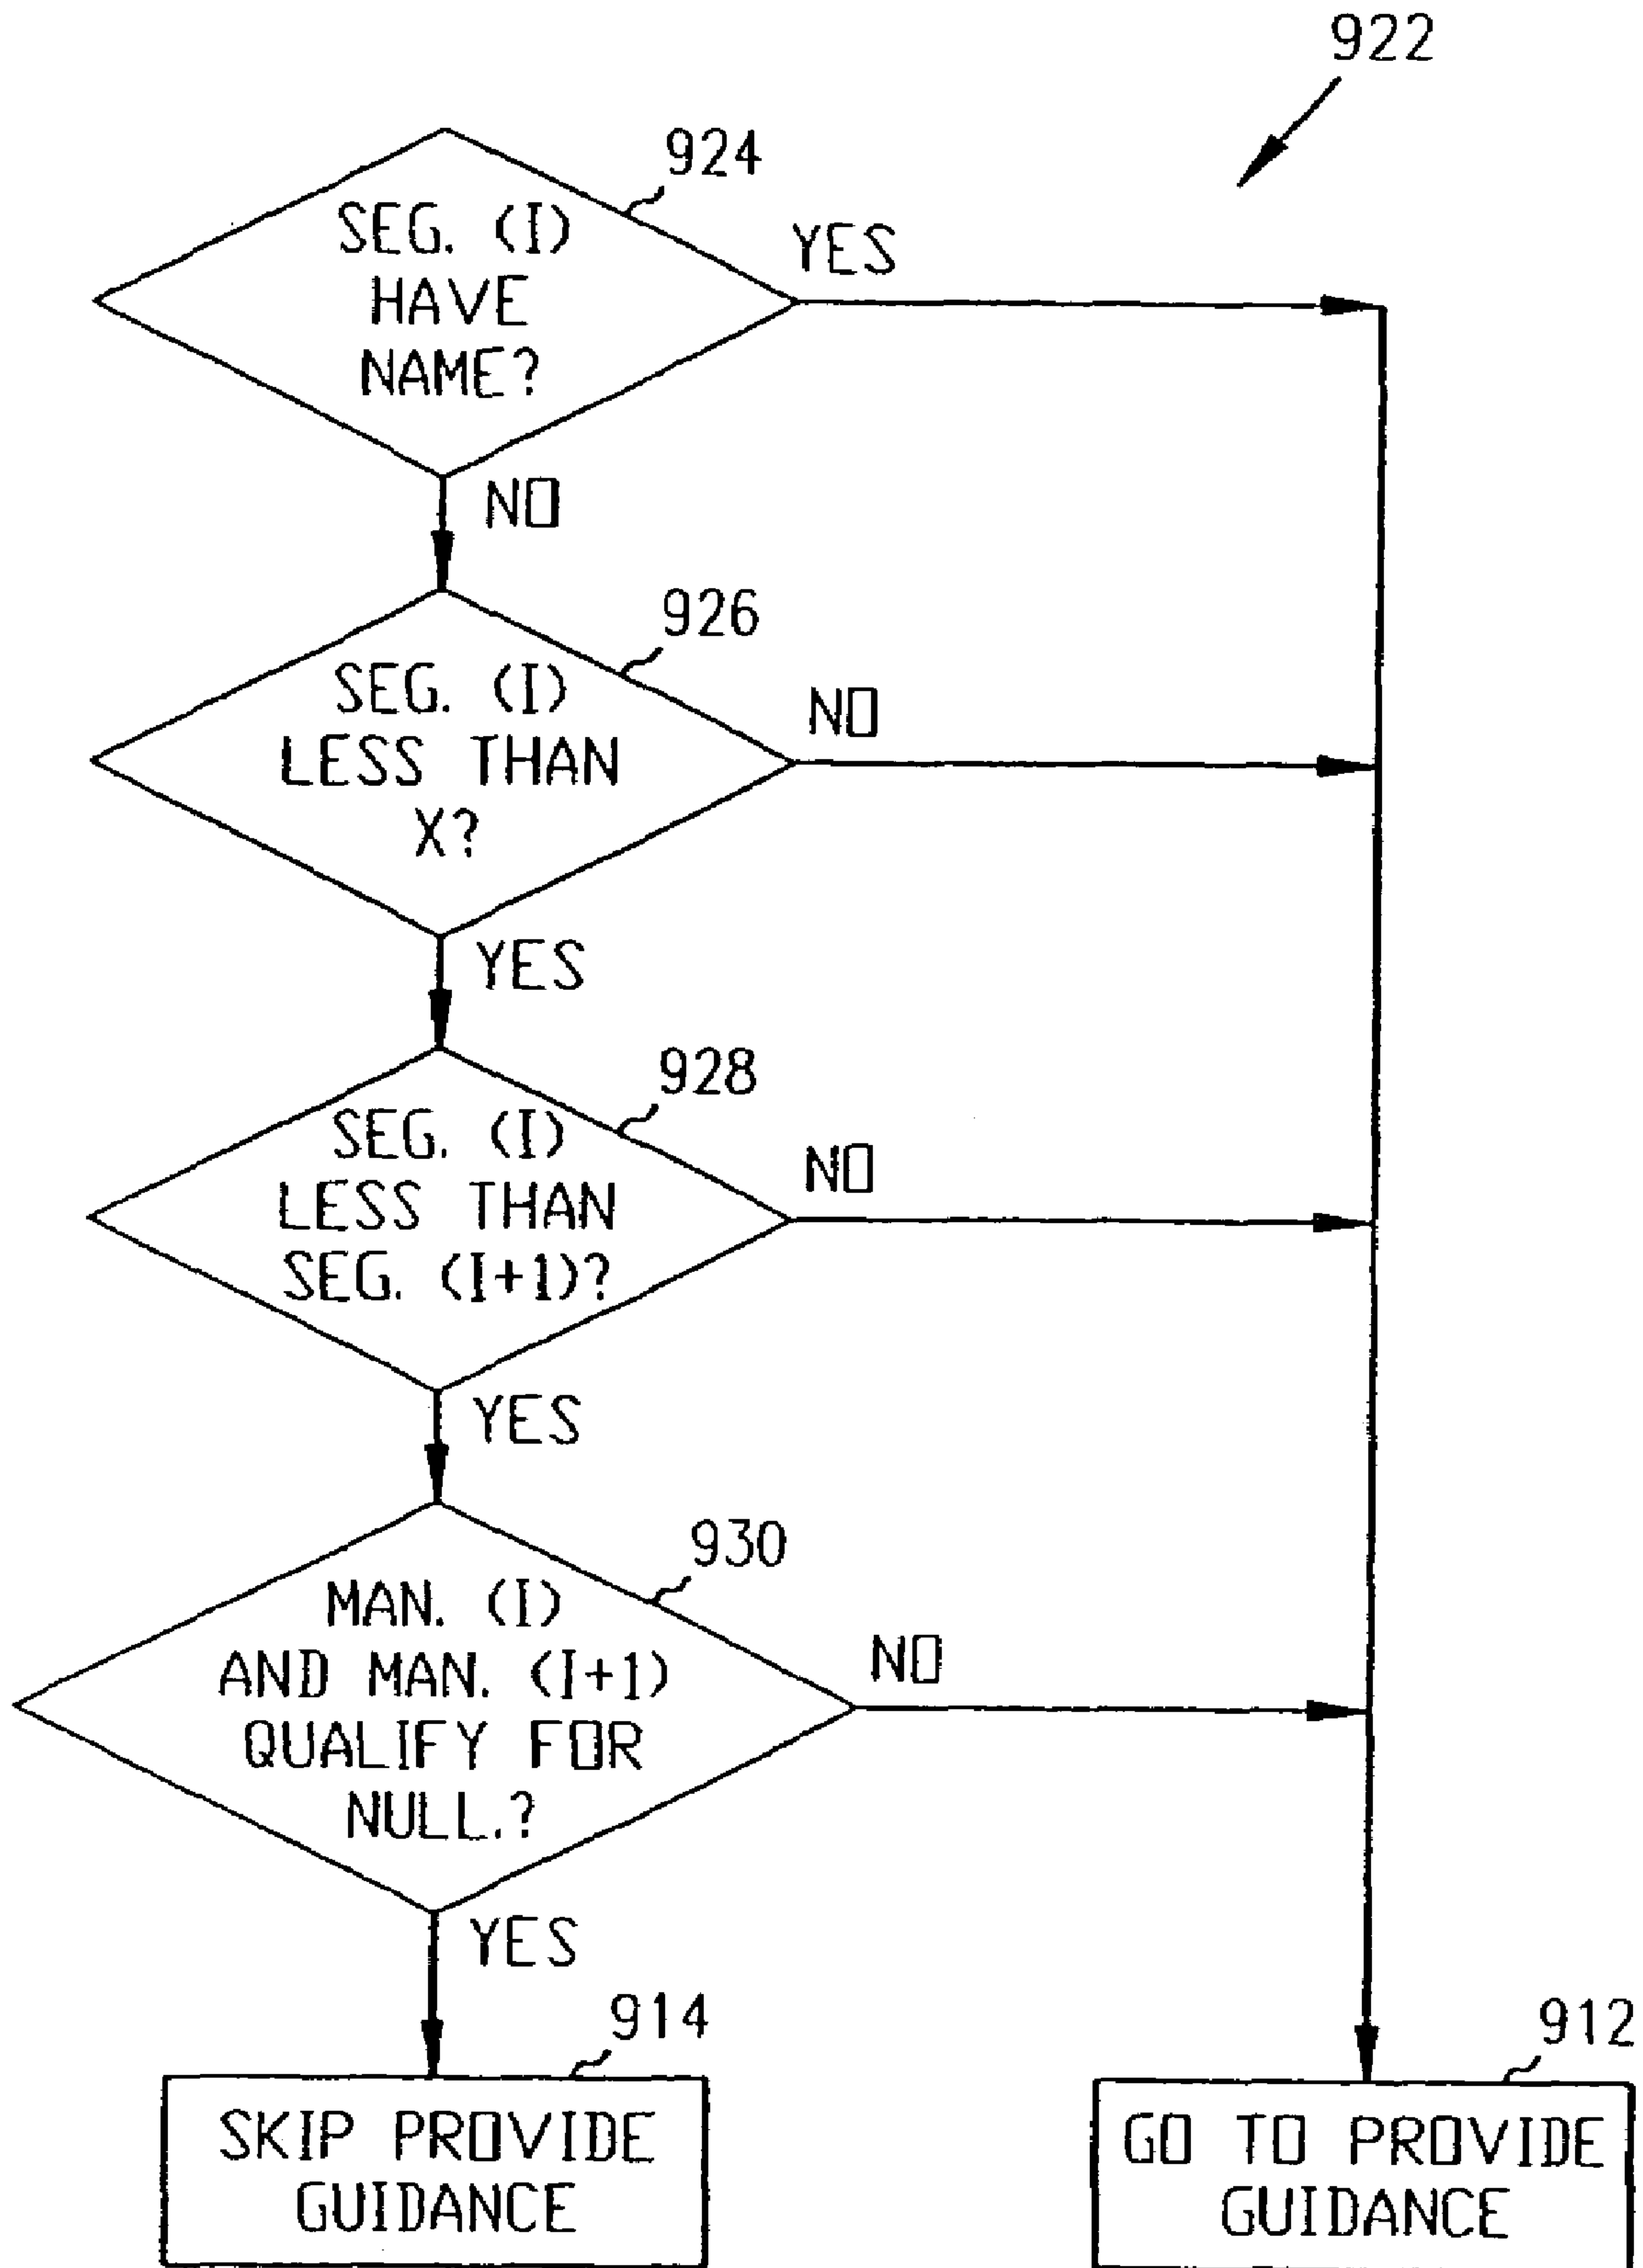 922
924
SEG. (I)
HAVE
NAME?
YES
NO
926
SEG. (I)
LESS THAN
X?
NO
YES
928
SEG. (I)
LESS THAN
SEG. (I+1)?
NO
YES
930
MAN. (I)
AND MAN. (I+1)
QUALIFY FOR
NULL.?
NO
YES
914
SKIP PROVIDE
GUIDANCE
912
GO TO PROVIDE
GUIDANCE